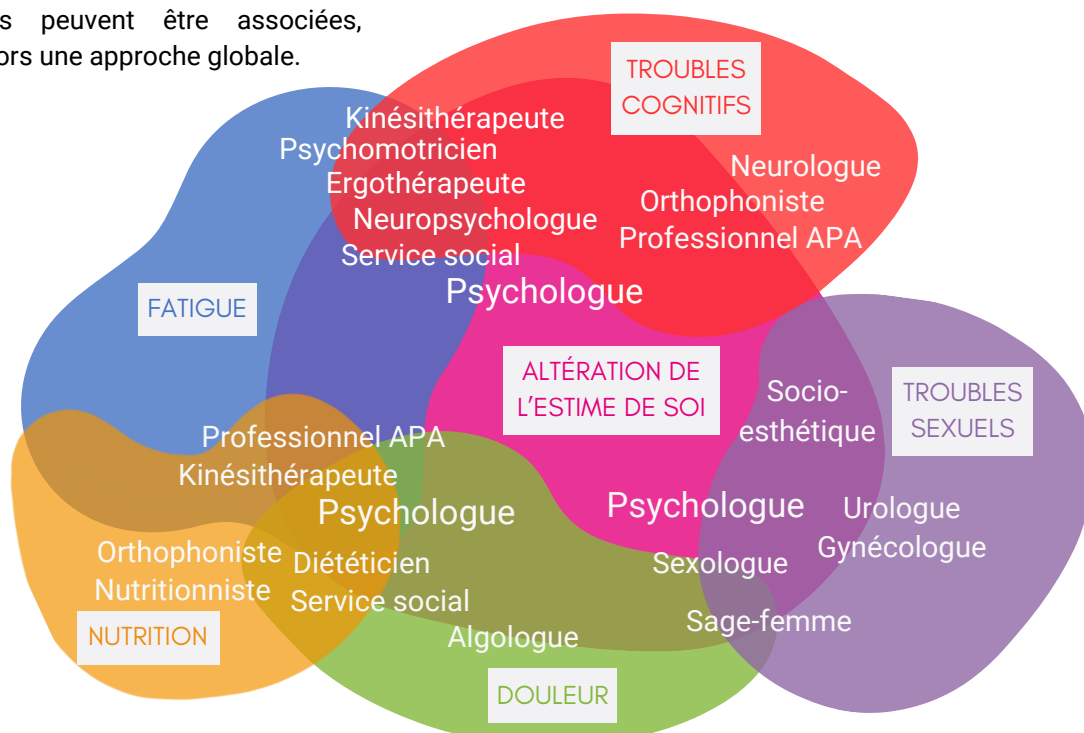 s peuvent être associées,
ors une approche globale.
TROUBLES
COGNITIFS
Kinésithérapeute
Psychomotricien
Ergothérapeute
Neuropsychologue
Service social
Psychologue
Neurologue
Orthophoniste
Professionnel APA
FATIGUE
ALTÉRATION DE
L'ESTIME DE SOI
Socio-
esthétique
TROUBLES
SEXUELS
Professionnel APA
Kinésithérapeute
Psychologue
Psychologue
Urologue
Gynécologue
Orthophoniste
Nutritionniste
Diététicien
Service social
Sexologue
Sage-femme
Algologue
NUTRITION
DOULEUR